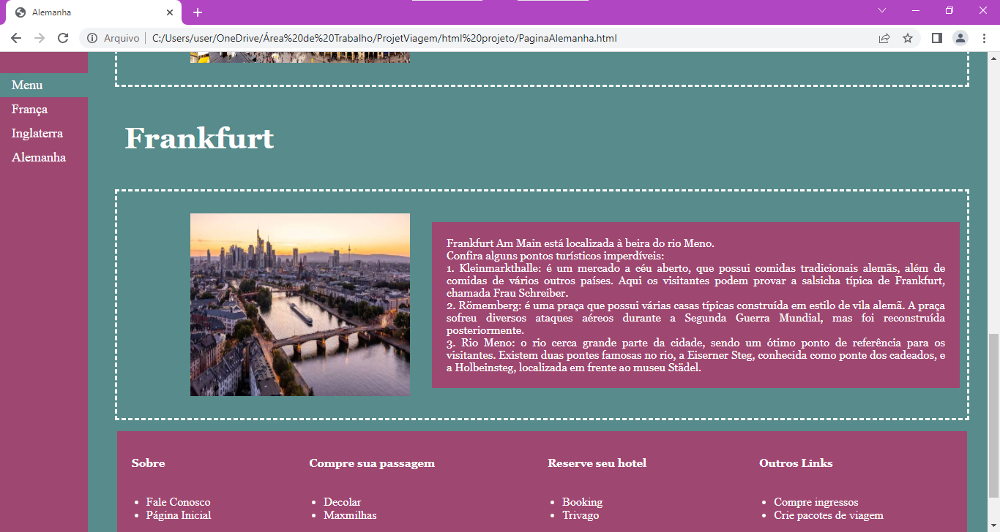 Alemanha
Arquivo | C:/Users/user/OneDrive/Área%20de%20Trabalho/ProjetViagem/html%20projeto/PaginaAlemanha.html
Menu
França
Inglaterra
Alemanha
Frankfurt
Frankfurt Am Main está localizada à beira do rio Meno.
Confira alguns pontos turísticos imperdíveis:
1. Kleinmarkthalle: é um mercado a céu aberto, que possui comidas tradicionais alemãs, além de
comidas de vários outros países. Aqui os visitantes podem provar a salsicha típica de Frankfurt,
chamada Frau Schreiber.
2. Römemberg: é uma praça que possui várias casas típicas construída em estilo de vila alemã. A praça
sofreu diversos ataques aéreos durante a Segunda Guerra Mundial, mas foi reconstruída
posteriormente.
3. Rio Meno: o rio cerca grande parte da cidade, sendo um ótimo ponto de referência para os
visitantes. Existem duas pontes famosas no rio, a Eiserner Steg, conhecida como ponte dos cadeados, e
a Holbeinsteg, localizada em frente ao museu Städel.
Sobre
• Fale Conosco
• Página Inicial
Compre sua passagem
• Decolar
• Maxmilhas
Reserve seu hotel
• Booking
• Trivago
Outros Links
• Compre ingressos
• Crie pacotes de viagem